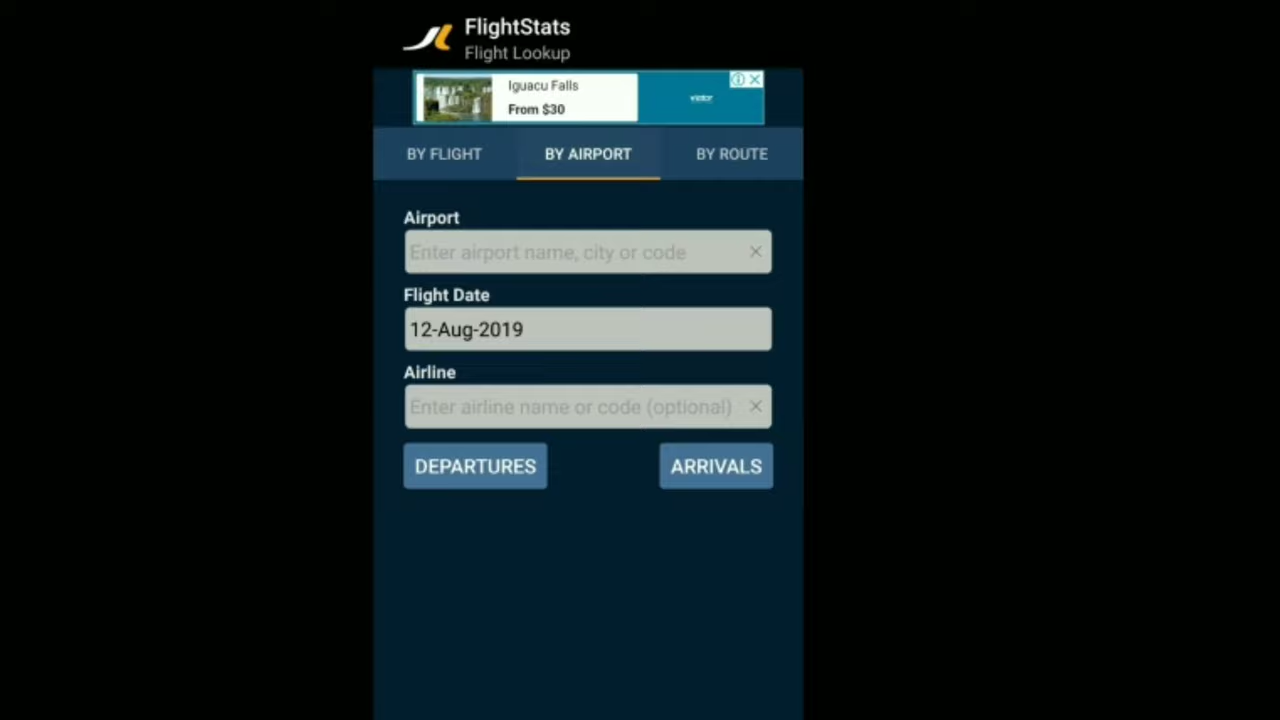 FlightStats
Flight Lookup
Iguacu Falls
From $30
viator
BY FLIGHT
BY AIRPORT
BY ROUTE
Airport
Enter airport name, city or code
Flight Date
12-Aug-2019
Airline
Enter airline name or code (optional)
DEPARTURES
ARRIVALS